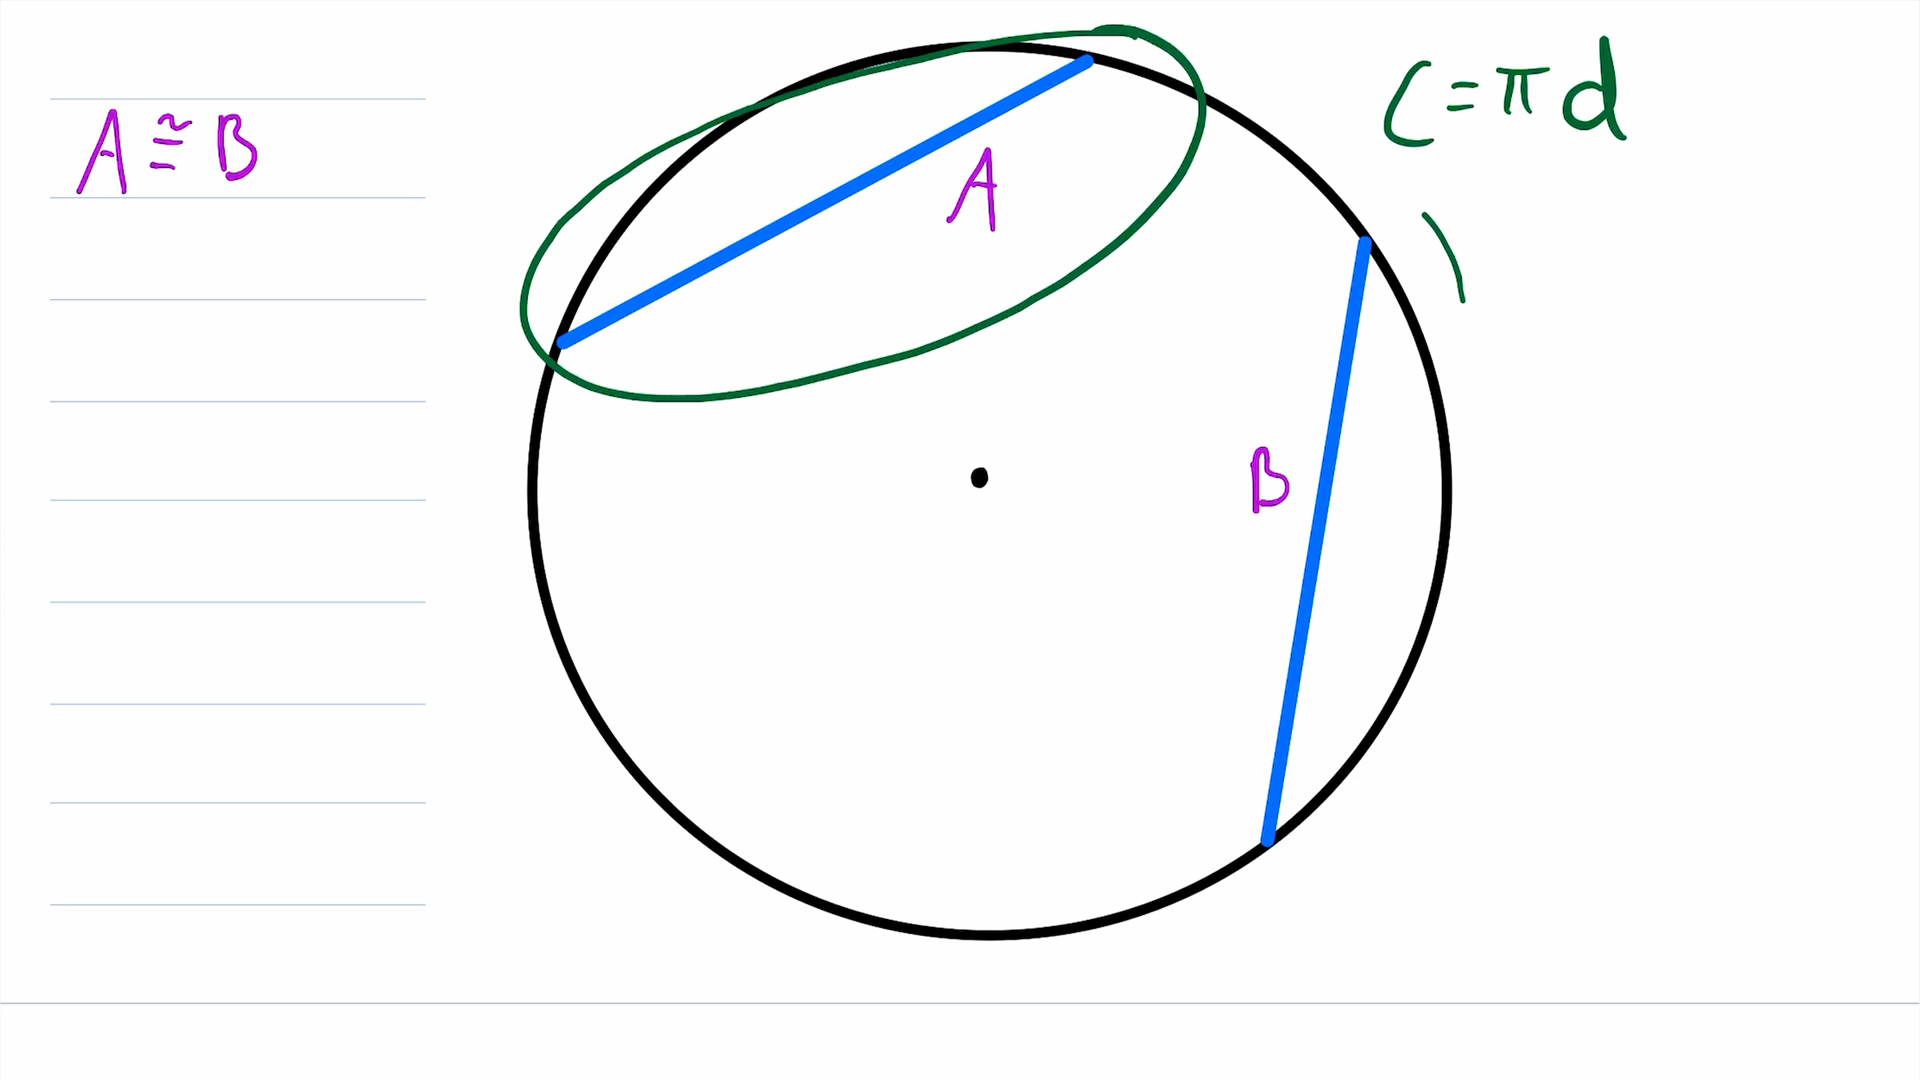 A ≅ B
C = πd
A
B